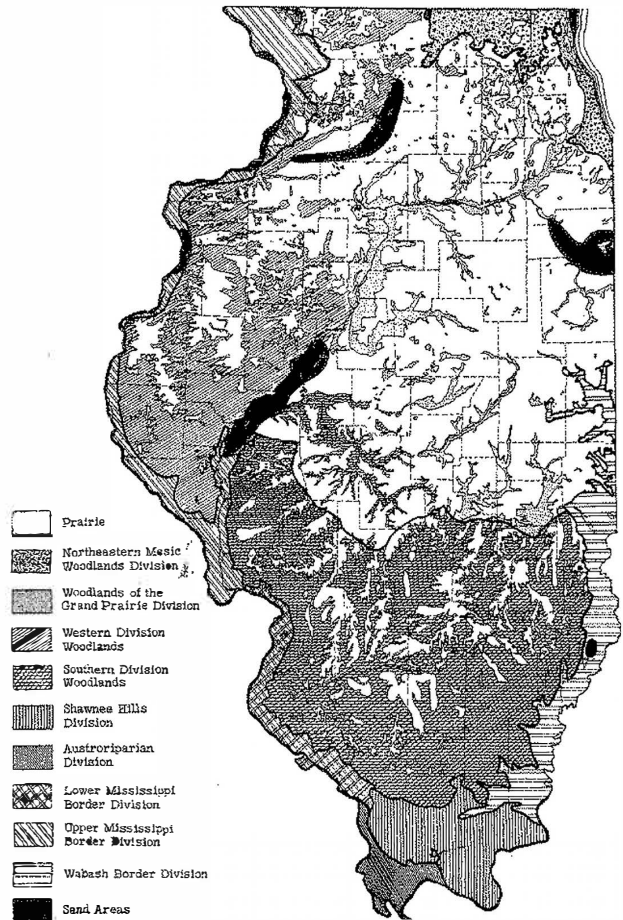 Prairie
Northeastern Mesic
Woodlands Division
Woodlands of the
Grand Prairie Division
Western Division
Woodlands
Southern Division
Woodlands
Shawnee Hills
Division
Austroriparian
Division
Lower Mississippi
Border Division
Upper Mississippi
Border Division
Wabash Border Division
Sand Areas